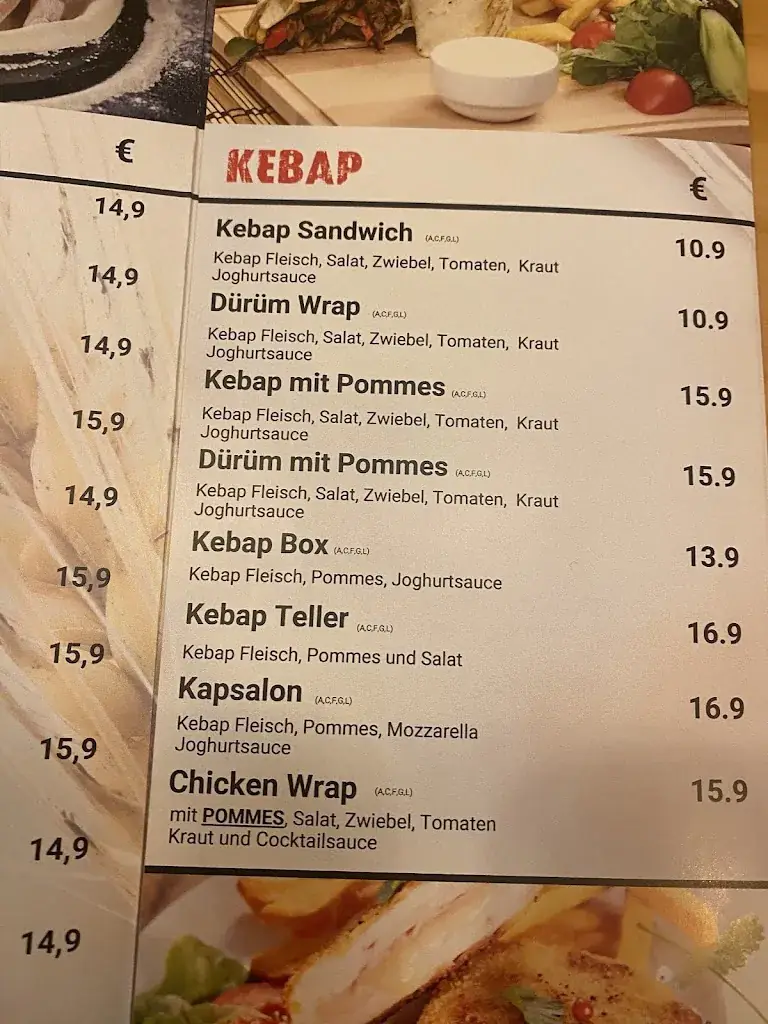 €
14,9
14,9
14,9
15,9
14,9
15,9
15,9
15,9
14,9
14,9
KEBAP
€
Kebap Sandwich (A,C,F,G,L) 10.9
Kebap Fleisch, Salat, Zwiebel, Tomaten, Kraut
Joghurtsauce
Dürüm Wrap (A,C,F,G,L) 10.9
Kebap Fleisch, Salat, Zwiebel, Tomaten, Kraut
Joghurtsauce
Kebap mit Pommes (A,C,F,G,L) 15.9
Kebap Fleisch, Salat, Zwiebel, Tomaten, Kraut
Joghurtsauce
Dürüm mit Pommes (A,C,F,G,L) 15.9
Kebap Fleisch, Salat, Zwiebel, Tomaten, Kraut
Joghurtsauce
Kebap Box (A,C,F,G,L) 13.9
Kebap Fleisch, Pommes, Joghurtsauce
Kebap Teller (A,C,F,G,L) 16.9
Kebap Fleisch, Pommes und Salat
Kapsalon (A,C,F,G,L) 16.9
Kebap Fleisch, Pommes, Mozzarella
Joghurtsauce
Chicken Wrap (A,C,F,G,L) 15.9
mit POMMES, Salat, Zwiebel, Tomaten
Kraut und Cocktailsauce